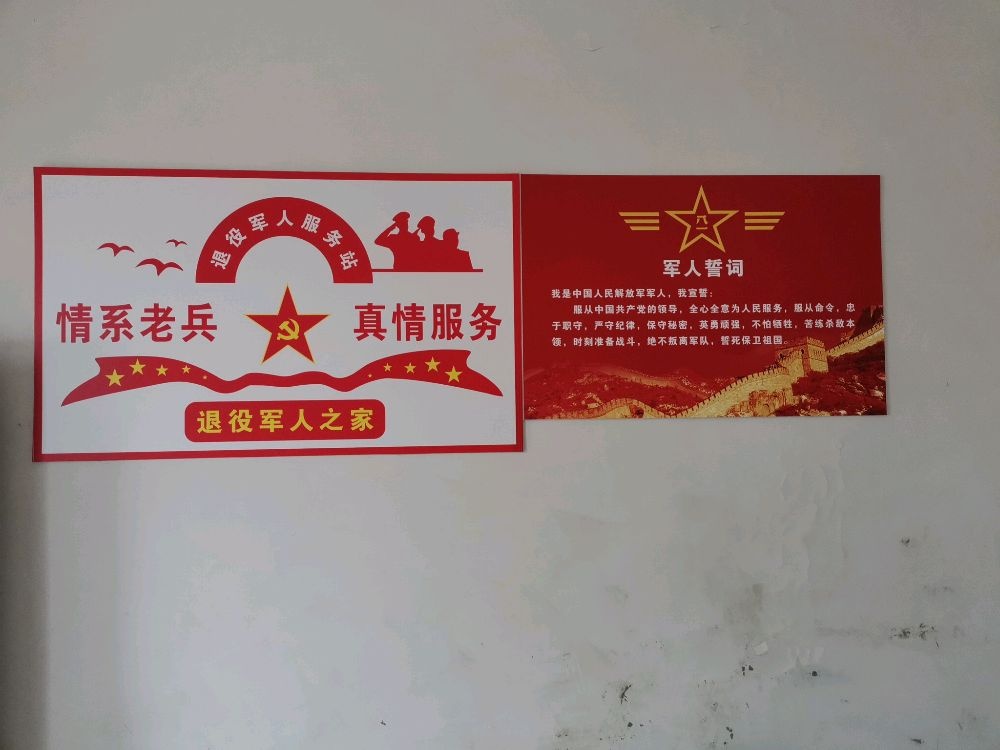 退役军人服务站
情系老兵 真情服务
退役军人之家
八一
军人誓词
我是中国人民解放军军人，我宣誓：
服从中国共产党的领导，全心全意为人民服务，服从命令，忠
于职守，严守纪律，保守秘密，英勇顽强，不怕牺牲，苦练杀敌本
领，时刻准备战斗，绝不叛离军队，誓死保卫祖国。